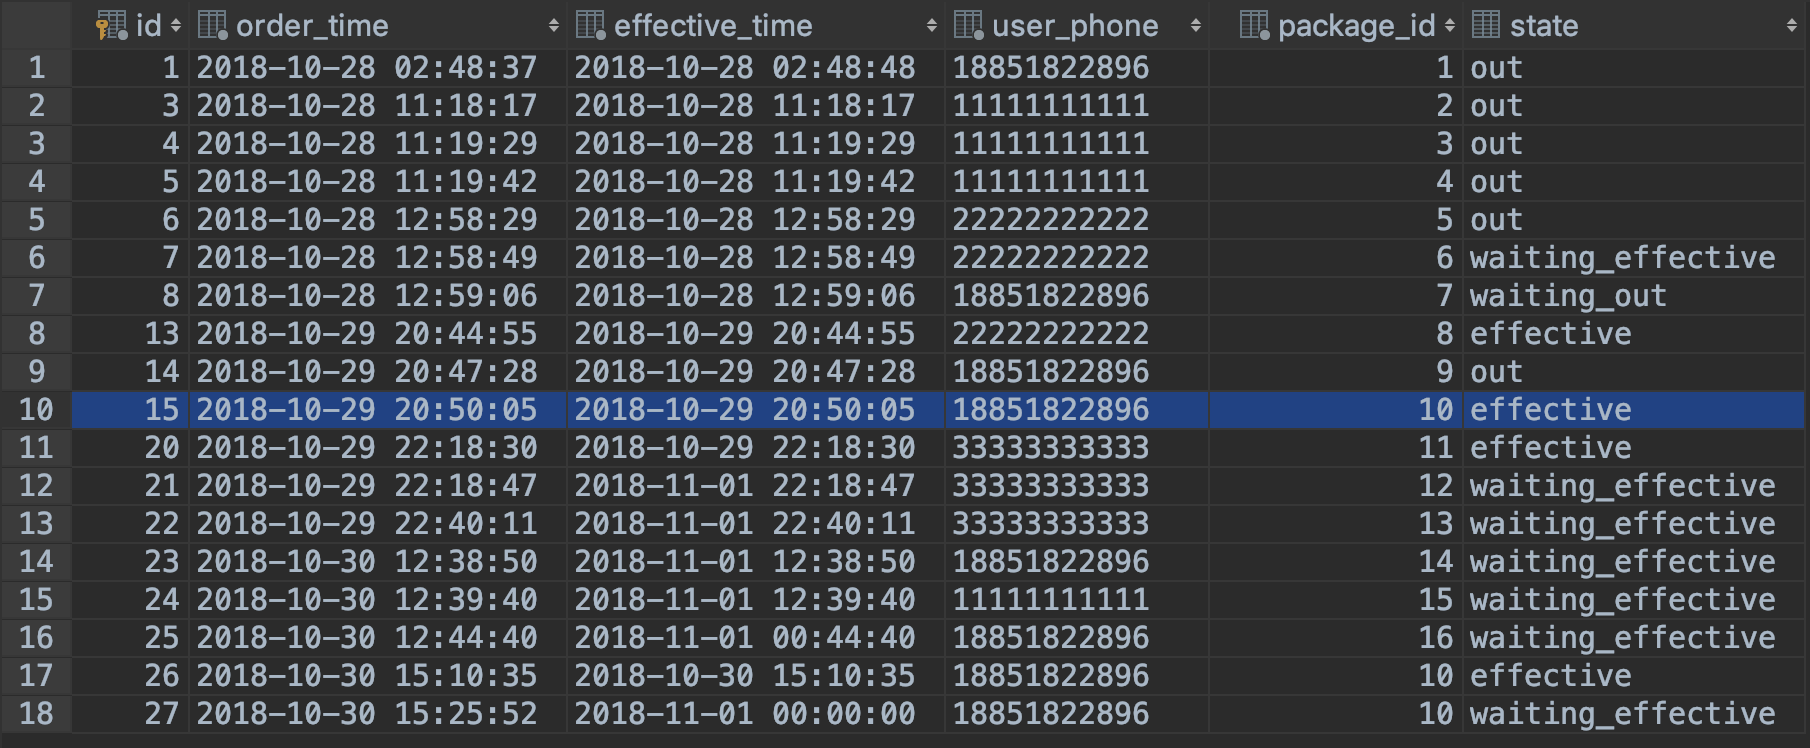 id order_time effective_time user_phone package_id state
1 1 2018-10-28 02:48:37 2018-10-28 02:48:48 18851822896 1 out
2 3 2018-10-28 11:18:17 2018-10-28 11:18:17 11111111111 2 out
3 4 2018-10-28 11:19:29 2018-10-28 11:19:29 11111111111 3 out
4 5 2018-10-28 11:19:42 2018-10-28 11:19:42 11111111111 4 out
5 6 2018-10-28 12:58:29 2018-10-28 12:58:29 22222222222 5 out
6 7 2018-10-28 12:58:49 2018-10-28 12:58:49 22222222222 6 waiting_effective
7 8 2018-10-28 12:59:06 2018-10-28 12:59:06 18851822896 7 waiting_out
8 13 2018-10-29 20:44:55 2018-10-29 20:44:55 22222222222 8 effective
9 14 2018-10-29 20:47:28 2018-10-29 20:47:28 18851822896 9 out
10 15 2018-10-29 20:50:05 2018-10-29 20:50:05 18851822896 10 effective
11 20 2018-10-29 22:18:30 2018-10-29 22:18:30 33333333333 11 effective
12 21 2018-10-29 22:18:47 2018-11-01 22:18:47 33333333333 12 waiting_effective
13 22 2018-10-29 22:40:11 2018-11-01 22:40:11 33333333333 13 waiting_effective
14 23 2018-10-30 12:38:50 2018-11-01 12:38:50 18851822896 14 waiting_effective
15 24 2018-10-30 12:39:40 2018-11-01 12:39:40 11111111111 15 waiting_effective
16 25 2018-10-30 12:44:40 2018-11-01 00:44:40 18851822896 16 waiting_effective
17 26 2018-10-30 15:10:35 2018-10-30 15:10:35 18851822896 10 effective
18 27 2018-10-30 15:25:52 2018-11-01 00:00:00 18851822896 10 waiting_effective